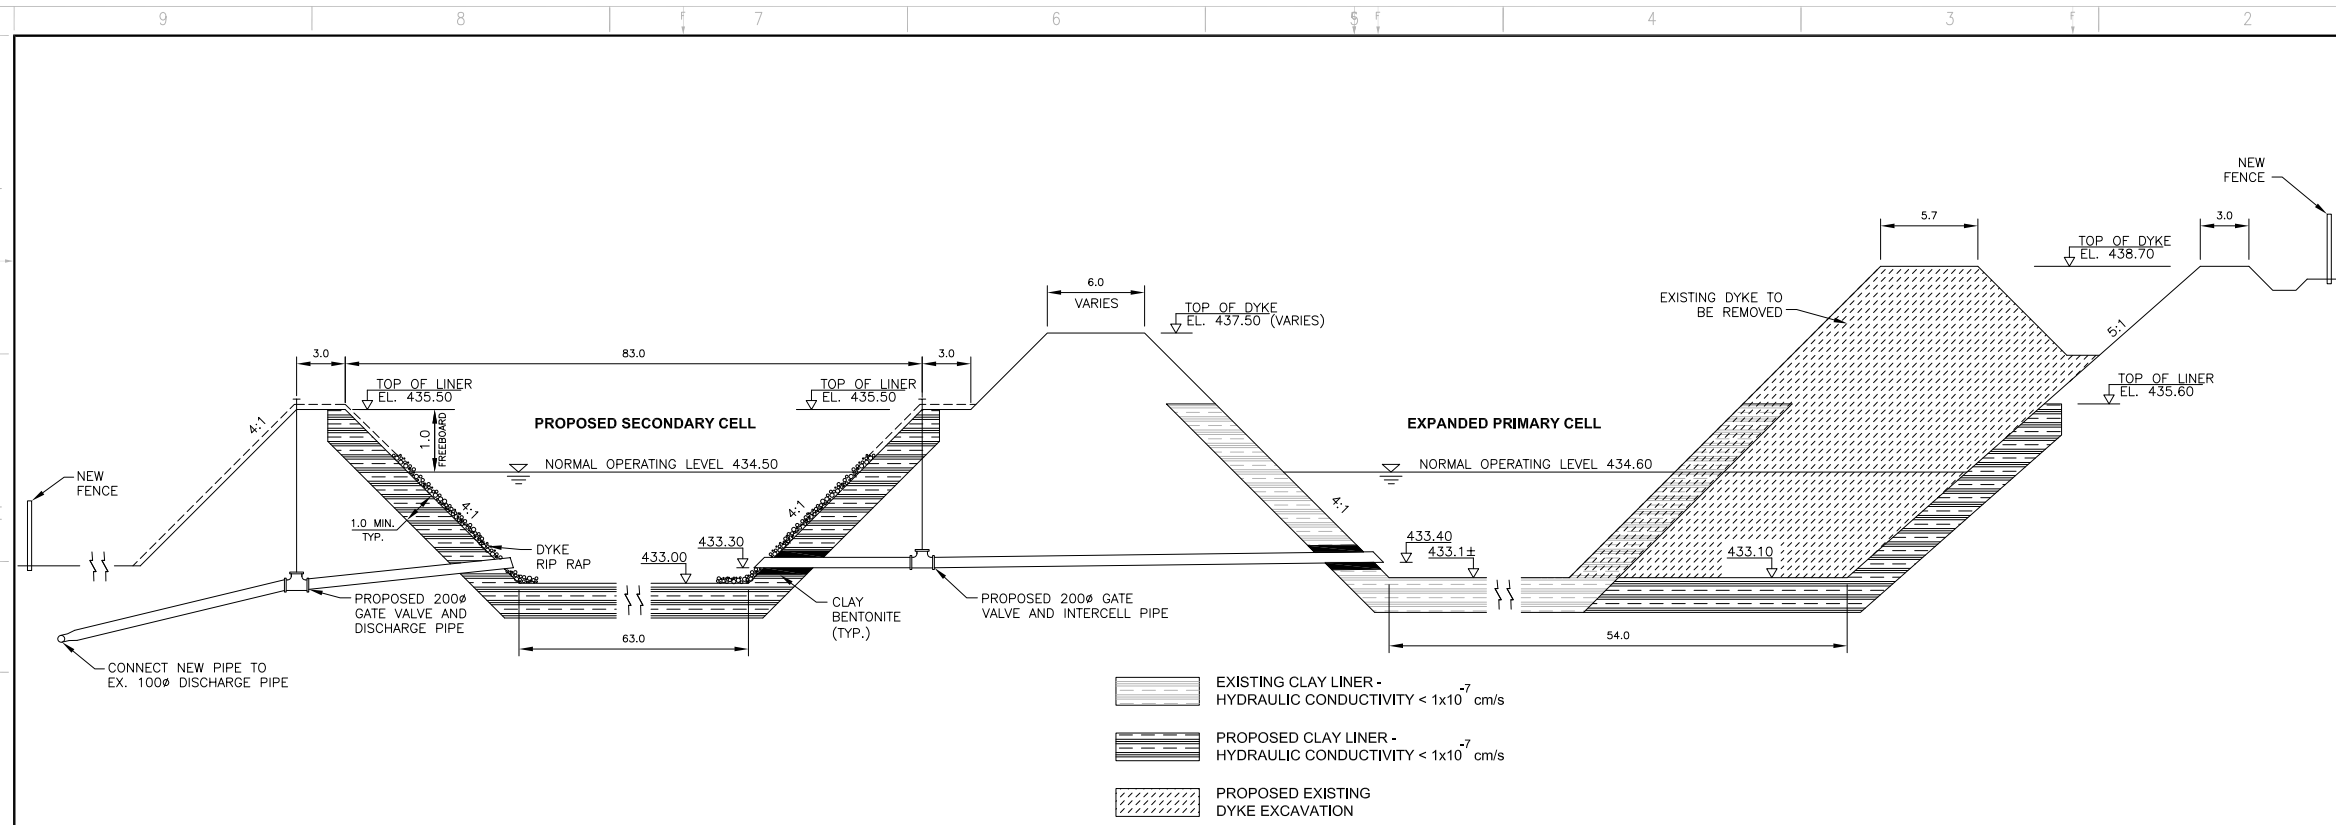 9 8 F 7 6 5 F 4 3 F 2
NEW
FENCE
5.7
3.0
TOP OF DYKE
EL. 438.70
6.0
VARIES
EXISTING DYKE TO
BE REMOVED
TOP OF DYKE
EL. 437.50 (VARIES)
5:1
3.0
83.0
3.0
TOP OF LINER
EL. 435.50
TOP OF LINER
EL. 435.50
TOP OF LINER
EL. 435.60
4:1
1.0
FREEBOARD
PROPOSED SECONDARY CELL
EXPANDED PRIMARY CELL
NORMAL OPERATING LEVEL 434.50
NORMAL OPERATING LEVEL 434.60
NEW
FENCE
1.0 MIN.
TYP.
4:1
4:1
4:1
DYKE
RIP RAP
433.00
433.30
433.40
433.1±
433.10
PROPOSED 200ø
GATE VALVE AND
DISCHARGE PIPE
CLAY
BENTONITE
(TYP.)
PROPOSED 200ø GATE
VALVE AND INTERCELL PIPE
63.0
54.0
CONNECT NEW PIPE TO
EX. 100ø DISCHARGE PIPE
EXISTING CLAY LINER -
HYDRAULIC CONDUCTIVITY < 1x10⁻⁷ cm/s
PROPOSED CLAY LINER -
HYDRAULIC CONDUCTIVITY < 1x10⁻⁷ cm/s
PROPOSED EXISTING
DYKE EXCAVATION